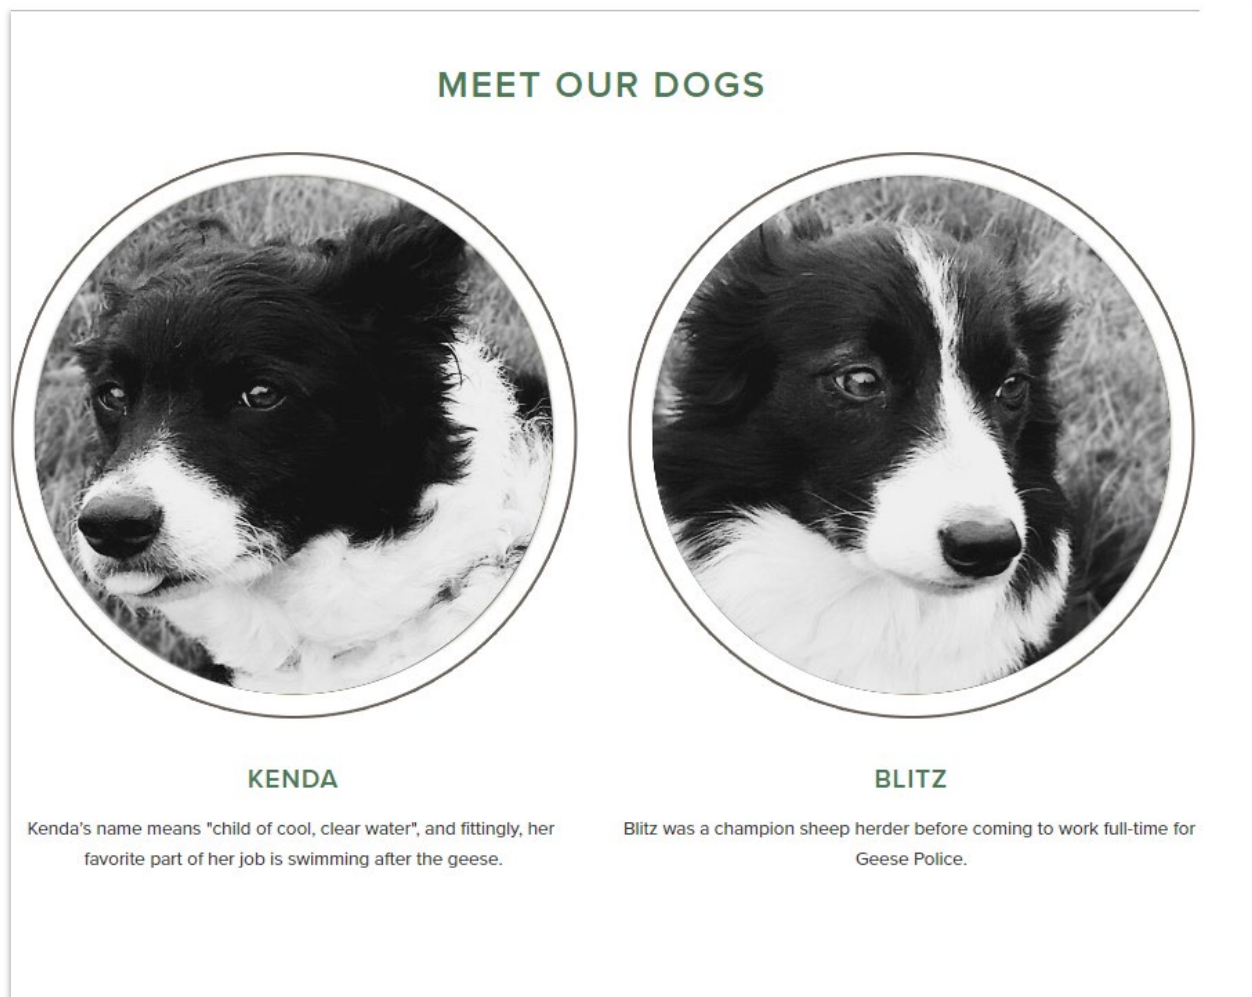 MEET OUR DOGS
KENDA
Kenda's name means "child of cool, clear water", and fittingly, her
favorite part of her job is swimming after the geese.
BLITZ
Blitz was a champion sheep herder before coming to work full-time for
Geese Police.